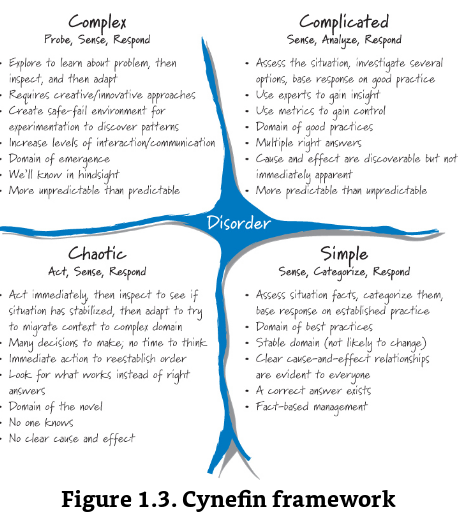 Complex
Probe, Sense, Respond
• Explore to learn about problem, then
inspect, and then adapt
• Requires creative/innovative approaches
• Create safe-fail environment for
experimentation to discover patterns
• Increase levels of interaction/communication
• Domain of emergence
• We'll know in hindsight
• More unpredictable than predictable
Complicated
Sense, Analyze, Respond
• Assess the situation, investigate several
options, base response on good practice
• Use experts to gain insight
• Use metrics to gain control
• Domain of good practices
• Multiple right answers
• Cause and effect are discoverable but not
immediately apparent
• More predictable than unpredictable
Disorder
Chaotic
Act, Sense, Respond
• Act immediately, then inspect to see if
situation has stabilized, then adapt to try
to migrate context to complex domain
• Many decisions to make; no time to think
• Immediate action to reestablish order
• Look for what works instead of right
answers
• Domain of the novel
• No one knows
• No clear cause and effect
Simple
Sense, Categorize, Respond
• Assess situation facts, categorize them,
base response on established practice
• Domain of best practices
• Stable domain (not likely to change)
• Clear cause-and-effect relationships
are evident to everyone
• A correct answer exists
• Fact-based management
Figure 1.3. Cynefin framework